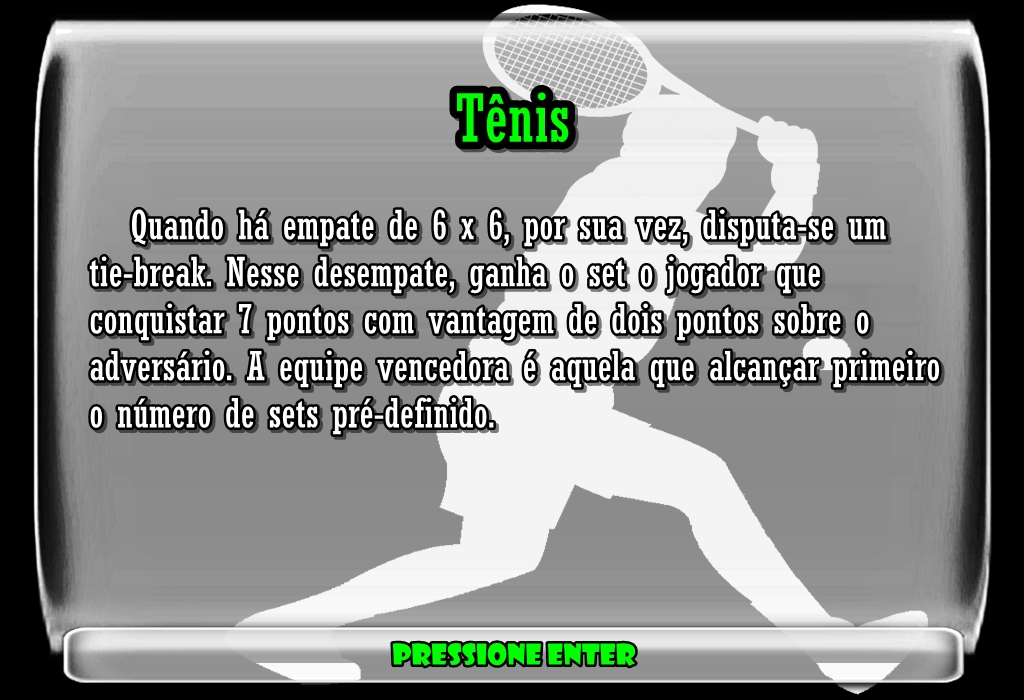 Tênis
Quando há empate de 6 x 6, por sua vez, disputa-se um
tie-break. Nesse desempate, ganha o set o jogador que
conquistar 7 pontos com vantagem de dois pontos sobre o
adversário. A equipe vencedora é aquela que alcançar primeiro
o número de sets pré-definido.
PRESSIONE ENTER